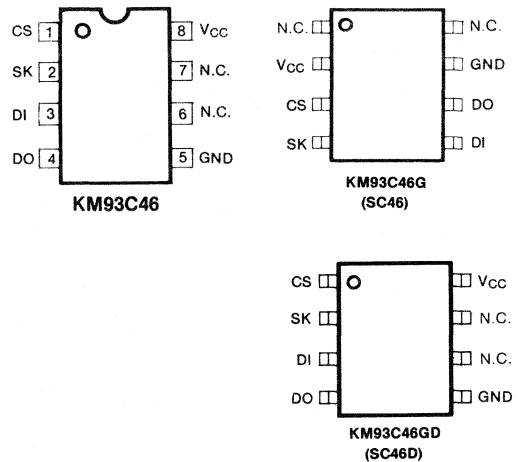 CS 1 8 VCC
SK 2 7 N.C.
DI 3 6 N.C.
DO 4 5 GND
KM93C46
N.C. N.C.
VCC GND
CS DO
SK DI
KM93C46G
(SC46)
CS VCC
SK N.C.
DI N.C.
DO GND
KM93C46GD
(SC46D)